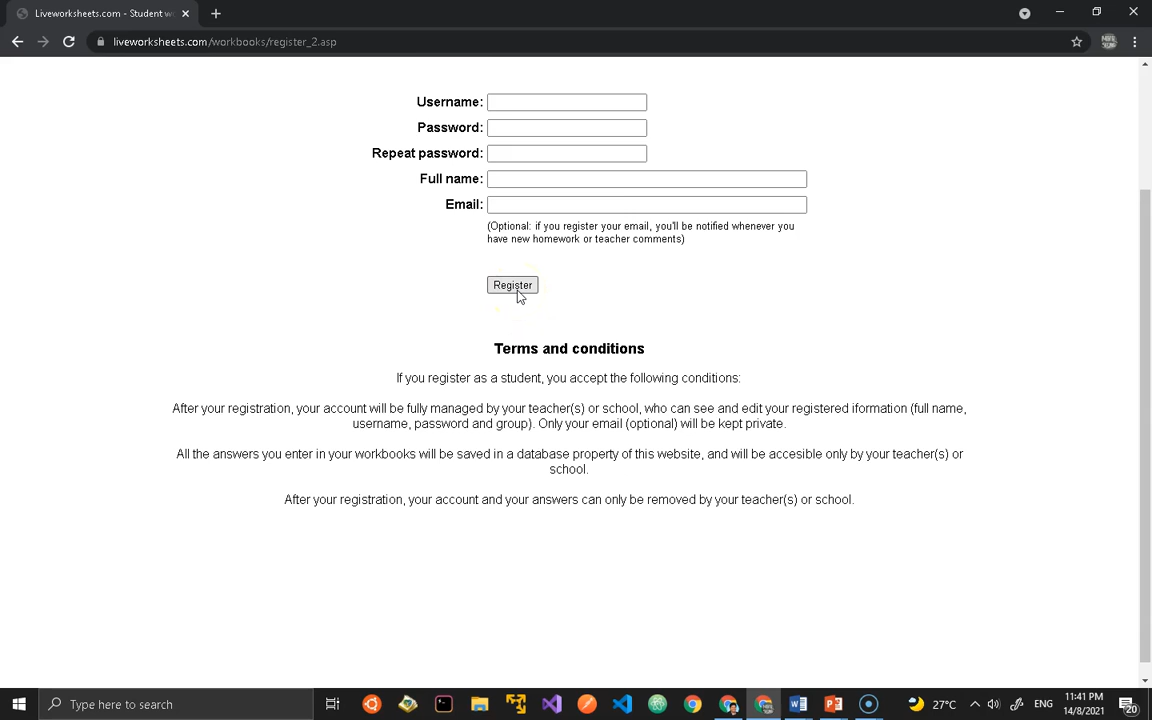 Liveworksheets.com - Student wo
liveworksheets.com/workbooks/register_2.asp
Username:
Password:
Repeat password:
Full name:
Email:
(Optional: if you register your email, you'll be notified whenever you
have new homework or teacher comments)
Register
Terms and conditions
If you register as a student, you accept the following conditions:
After your registration, your account will be fully managed by your teacher(s) or school, who can see and edit your registered iformation (full name,
username, password and group). Only your email (optional) will be kept private.
All the answers you enter in your workbooks will be saved in a database property of this website, and will be accesible only by your teacher(s) or
school.
After your registration, your account and your answers can only be removed by your teacher(s) or school.
Type here to search
27°C
ENG
11:41 PM
14/8/2021
20